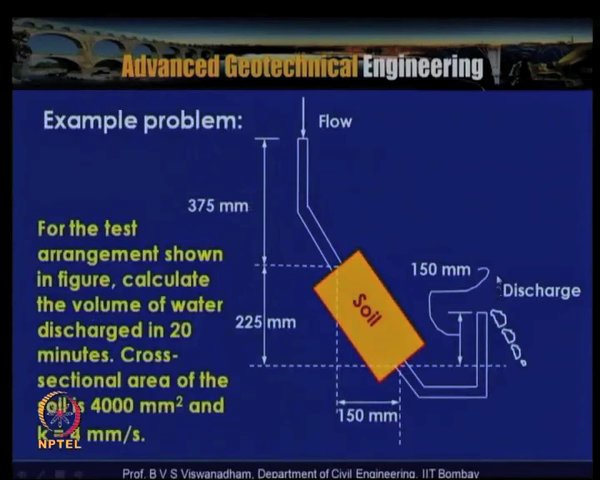 Advanced Geotechnical Engineering
Example problem:
Flow
375 mm
For the test
arrangement shown
in figure, calculate
the volume of water
discharged in 20
minutes. Cross-
sectional area of the
is 4000 mm² and
mm/s.
225 mm
Soil
150 mm
Discharge
150 mm
NPTEL
Prof. B V S Viswanadham, Department of Civil Engineering, IIT Bombay